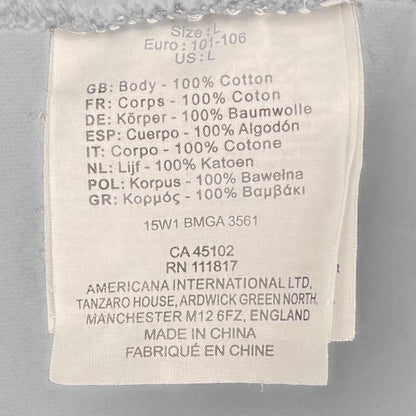 Size: L
Euro: 101-106
US: L
GB: Body - 100% Cotton
FR: Corps - 100% Coton
DE: Körper - 100% Baumwolle
ESP: Cuerpo - 100% Algodón
IT: Corpo - 100% Cotone
NL: Lijf - 100% Katoen
POL: Korpus - 100% Bawełna
GR: Κορμός - 100% Βαμβάκι
15W1 BMGA 3561
CA 45102
RN 111817
AMERICANA INTERNATIONAL LTD,
TANZARO HOUSE, ARDWICK GREEN NORTH,
MANCHESTER M12 6FZ, ENGLAND
MADE IN CHINA
FABRIQUÉ EN CHINE